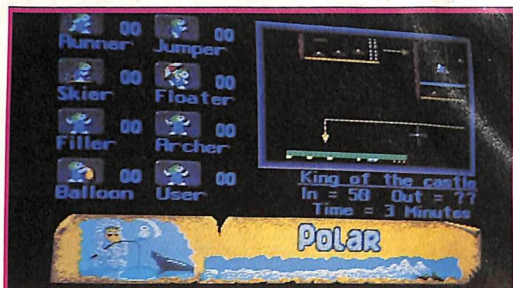 00 00
Runner Jumper
00 00
Skier Floater
00 00
Filler Archer
00 00
Balloon User
King of the castle
In = 50 Out = ??
Time = 3 Minutes
POLAR